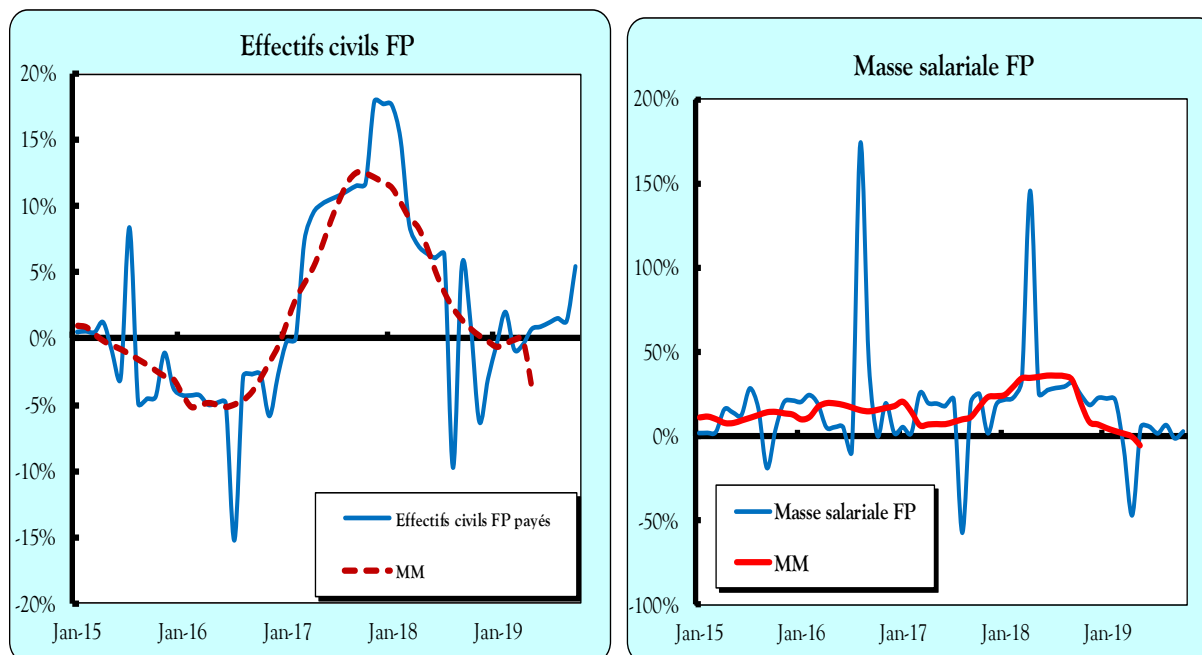 Effectifs civils FP
20%
15%
10%
5%
0%
-5%
-10%
-15%
-20%
Effectifs civils FP payés
MM
Jan-15 Jan-16 Jan-17 Jan-18 Jan-19
Masse salariale FP
200%
150%
100%
50%
0%
-50%
-100%
Masse salariale FP
MM
Jan-15 Jan-16 Jan-17 Jan-18 Jan-19